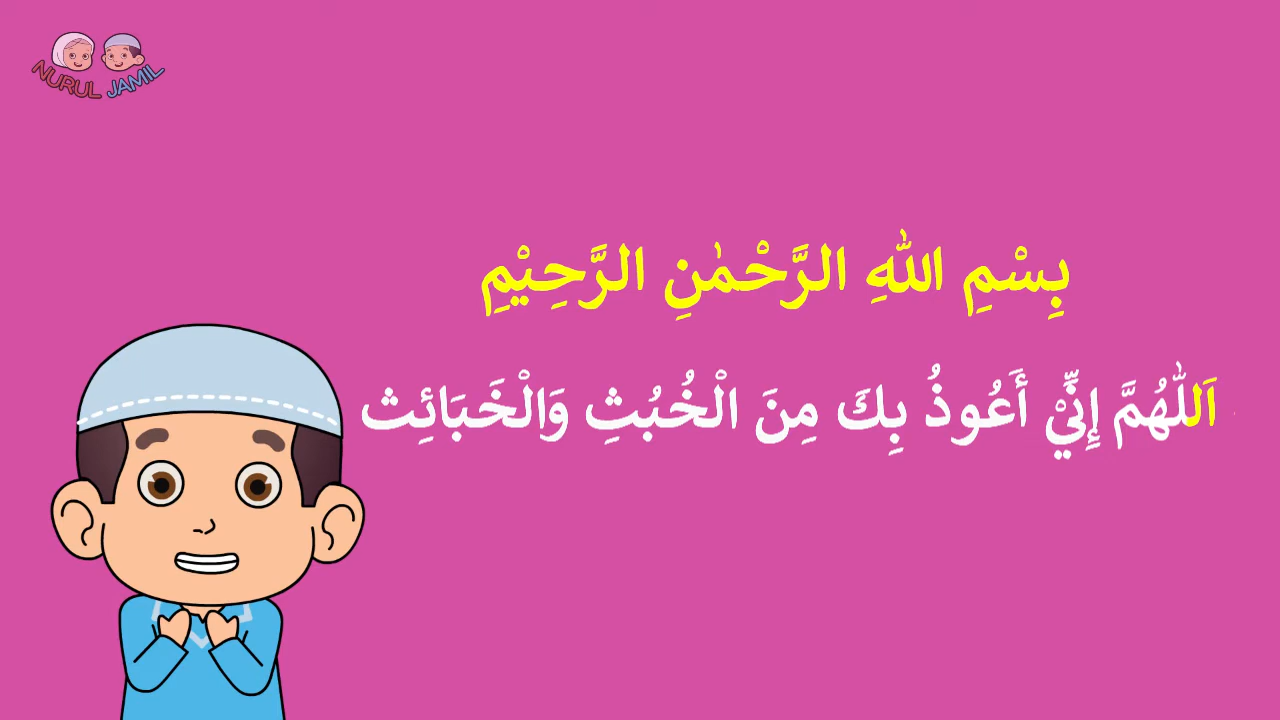 NURUL JAMIL
بِسْمِ اللّٰهِ الرَّحْمٰنِ الرَّحِيْمِ
اَللّٰهُمَّ إِنِّيْ أَعُوذُ بِكَ مِنَ الْخُبُثِ وَالْخَبَائِث